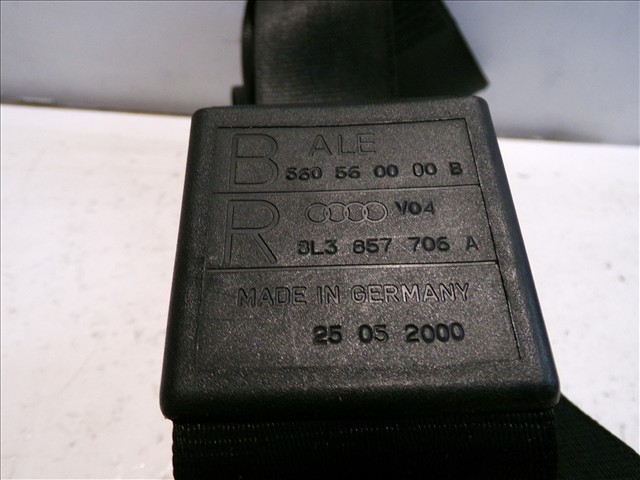 B ALE
560 56 00 00 B
R V04
8L3 857 706 A
MADE IN GERMANY
25 05 2000